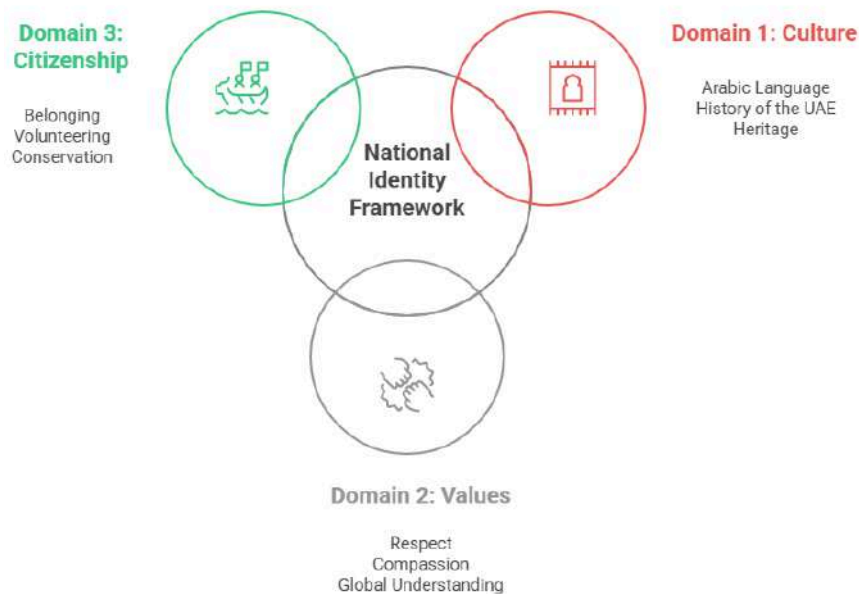 Domain 3:
Citizenship
Belonging
Volunteering
Conservation
National
Identity
Framework
Domain 1: Culture
Arabic Language
History of the UAE
Heritage
Domain 2: Values
Respect
Compassion
Global Understanding